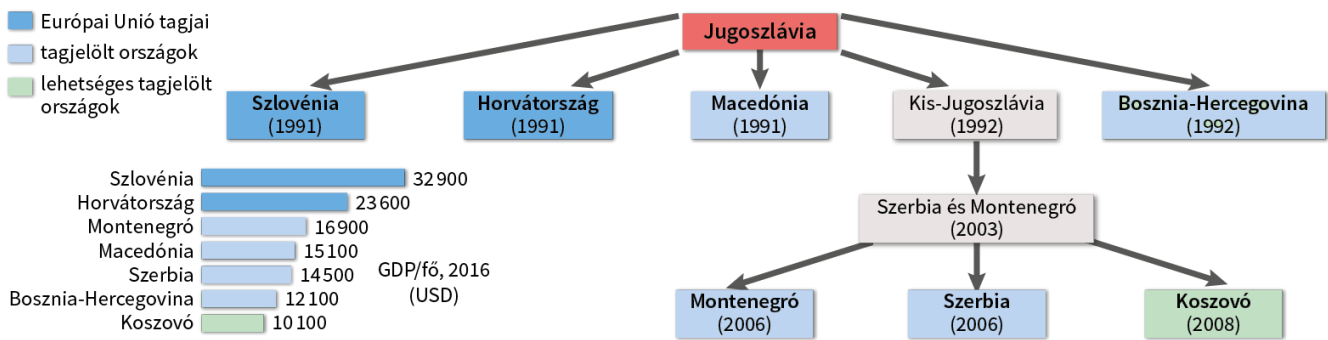 Európai Unió tagjai
tagjelölt országok
lehetséges tagjelölt
országok
Jugoszlávia
Szlovénia
(1991)
Horvátország
(1991)
Macedónia
(1991)
Kis-Jugoszlávia
(1992)
Bosznia-Hercegovina
(1992)
Szerbia és Montenegró
(2003)
Montenegró
(2006)
Szerbia
(2006)
Koszovó
(2008)
Szlovénia 32 900
Horvátország 23 600
Montenegró 16 900
Macedónia 15 100
Szerbia 14 500
Bosznia-Hercegovina 12 100
Koszovó 10 100
GDP/fő, 2016
(USD)